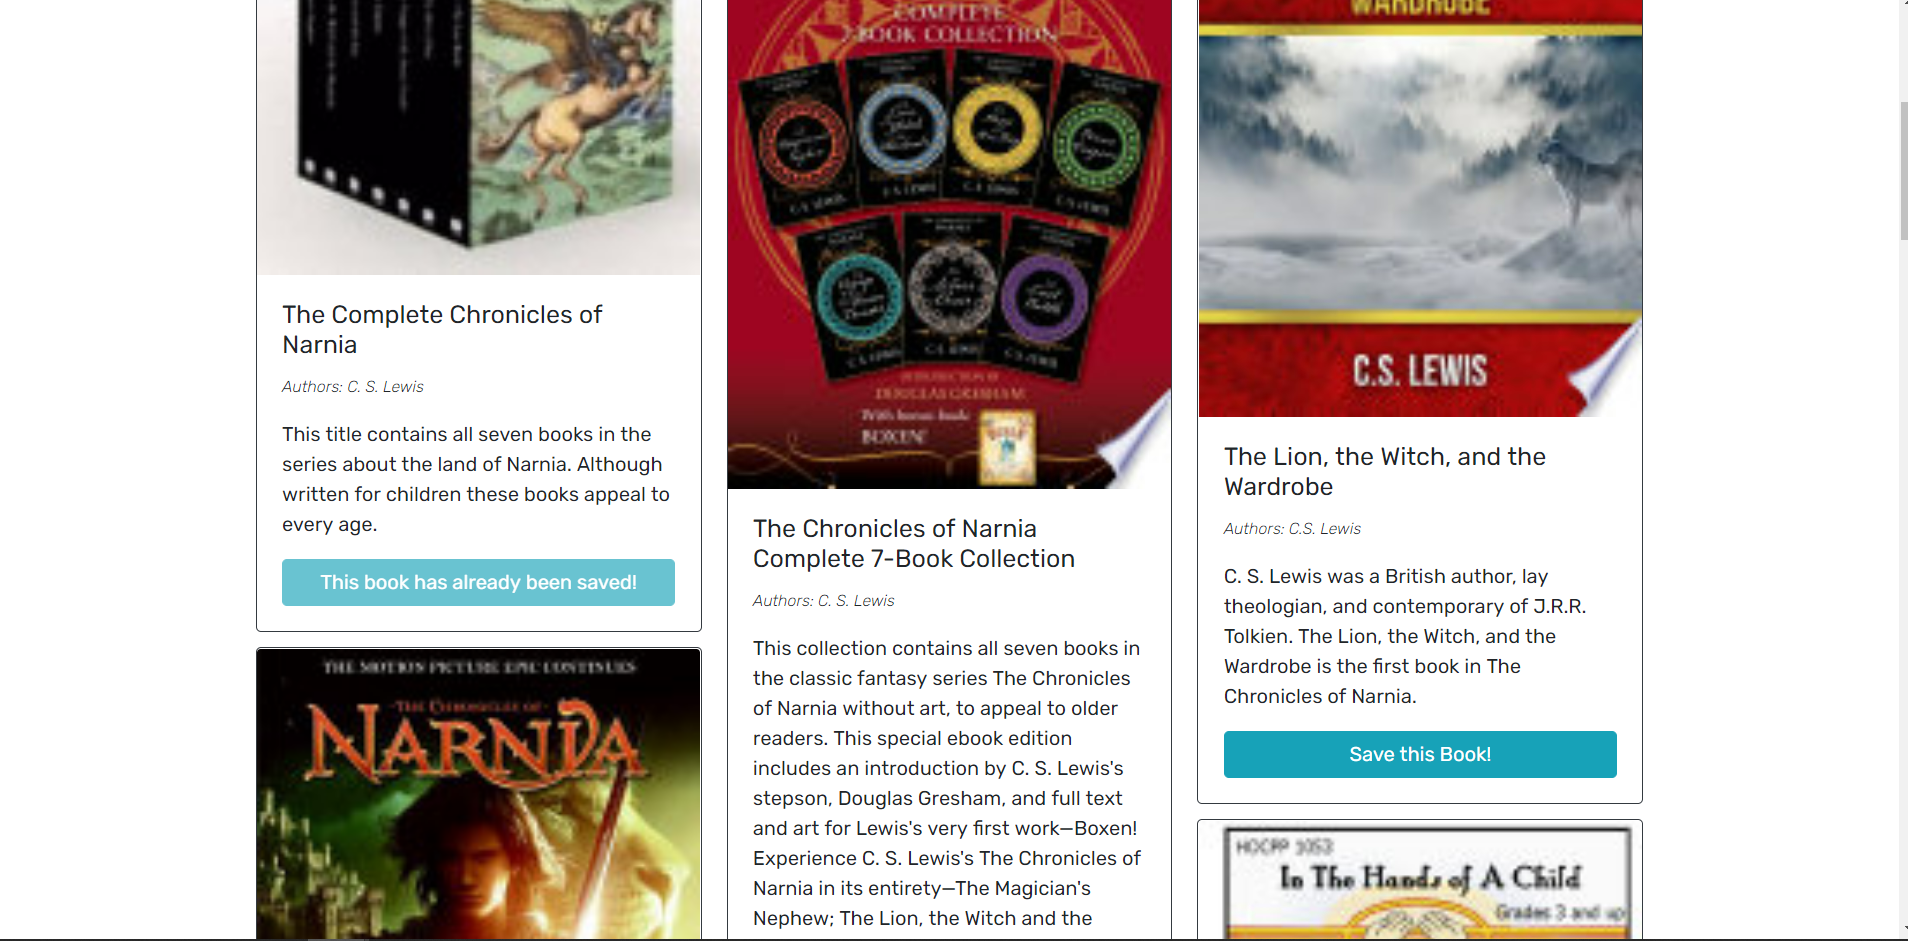 The Complete Chronicles of
Narnia
Authors: C. S. Lewis
This title contains all seven books in the
series about the land of Narnia. Although
written for children these books appeal to
every age.
This book has already been saved!
THE MOTION PICTURE EPIC CONTINUES
THE CHRONICLES OF
NARNIA
COMPLETE
7-BOOK COLLECTION
C.S. LEWIS
C.S. LEWIS
C.S. LEWIS
C.S. LEWIS
C.S. LEWIS
C.S. LEWIS
C.S. LEWIS
INTRODUCTION BY
DOUGLAS GRESHAM
With bonus book
BOXEN!
The Chronicles of Narnia
Complete 7-Book Collection
Authors: C. S. Lewis
This collection contains all seven books in
the classic fantasy series The Chronicles
of Narnia without art, to appeal to older
readers. This special ebook edition
includes an introduction by C. S. Lewis's
stepson, Douglas Gresham, and full text
and art for Lewis's very first work—Boxen!
Experience C. S. Lewis's The Chronicles of
Narnia in its entirety—The Magician's
Nephew; The Lion, the Witch and the
WARDROBE
C.S. LEWIS
The Lion, the Witch, and the
Wardrobe
Authors: C.S. Lewis
C. S. Lewis was a British author, lay
theologian, and contemporary of J.R.R.
Tolkien. The Lion, the Witch, and the
Wardrobe is the first book in The
Chronicles of Narnia.
Save this Book!
HOCPP 1053
In The Hands of A Child
Grades 3 and up